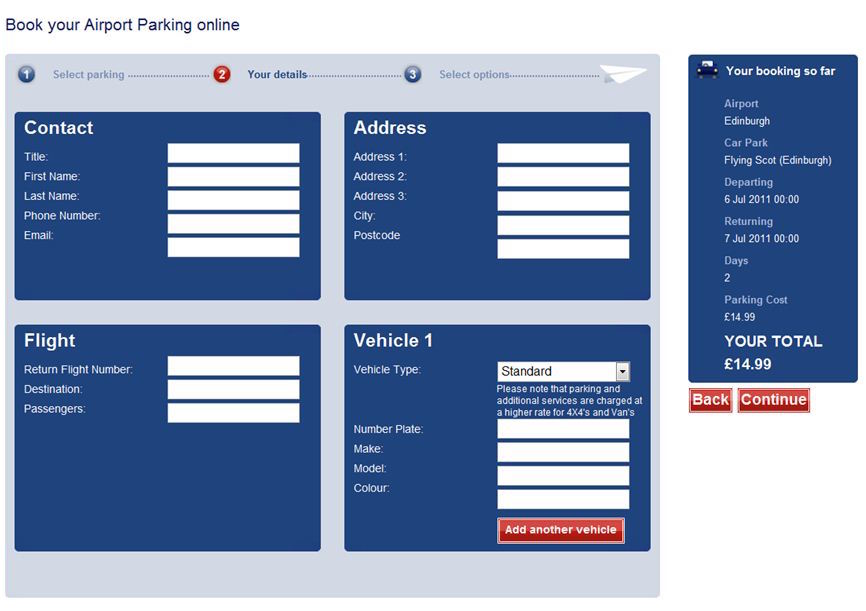 Book your Airport Parking online
1 Select parking 2 Your details 3 Select options
Contact
Title:
First Name:
Last Name:
Phone Number:
Email:
Address
Address 1:
Address 2:
Address 3:
City:
Postcode
Flight
Return Flight Number:
Destination:
Passengers:
Vehicle 1
Vehicle Type:
Standard
Please note that parking and
additional services are charged at
a higher rate for 4X4's and Van's
Number Plate:
Make:
Model:
Colour:
Add another vehicle
Your booking so far
Airport
Edinburgh
Car Park
Flying Scot (Edinburgh)
Departing
6 Jul 2011 00:00
Returning
7 Jul 2011 00:00
Days
2
Parking Cost
£14.99
YOUR TOTAL
£14.99
Back Continue